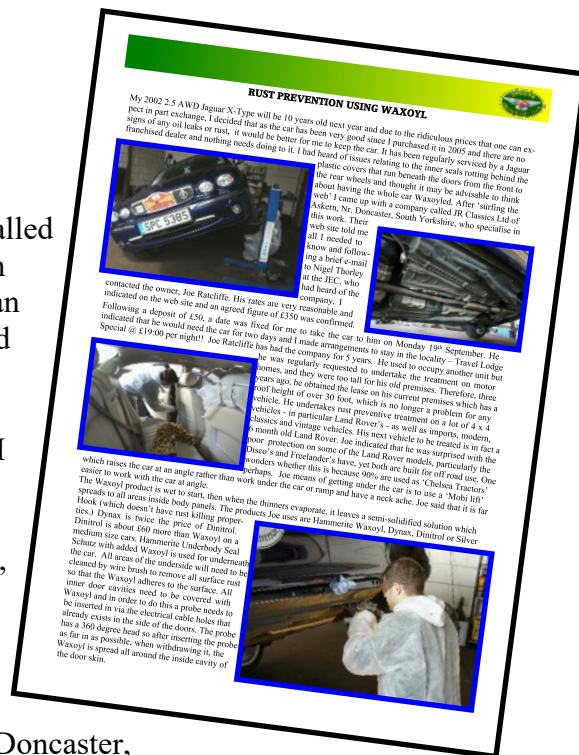 alled
n
an
d
I
,
Doncaster,
RUST PREVENTION USING WAXOYL
My 2002 2.5 AWD Jaguar X-Type will be 10 years old next year and due to the ridiculous prices that one can ex-
pect in part exchange, I decided that as the car has been very good since I purchased it in 2005 and there are no
signs of any oil leaks or rust, it would be better for me to keep the car. It has been regularly serviced by a Jaguar
franchised dealer and nothing needs doing to it. I had heard of issues relating to the inner seals rotting behind the
plastic covers that run beneath the doors from the front to
the rear wheels and thought it may be advisable to think
about having the whole car Waxoyled. After 'surfing the
web' I came up with a company called JR Classics Ltd of
Askern, Nr. Doncaster, South Yorkshire, who specialise in
this work. Their
web site told me
all I needed to
know and follow-
ing a brief e-mail
to Nigel Thorley
at the JEC, who
had heard of the
company, I
contacted the owner, Joe Ratcliffe. His rates are very reasonable and
indicated on the web site and an agreed figure of £350 was confirmed.
Following a deposit of £50, a date was fixed for me to take the car to him on Monday 19th September. He
indicated that he would need the car for two days and I made arrangements to stay in the locality – Travel Lodge
Special @ £19:00 per night!! Joe Ratcliffe has had the company for 5 years. He used to occupy another unit but
he was regularly requested to undertake the treatment on motor
homes, and they were too tall for his old premises. Therefore, three
years ago, he obtained the lease on his current premises which has a
roof height of over 30 foot, which is no longer a problem for any
vehicle. He undertakes rust preventive treatment on a lot of 4 x 4
vehicles - in particular Land Rover's - as well as imports, modern,
classics and vintage vehicles. His next vehicle to be treated is in fact a
6 month old Land Rover. Joe indicated that he was surprised with the
poor protection on some of the Land Rover models, particularly the
Disco's and Freelander's have, yet both are built for off road use. One
wonders whether this is because 90% are used as 'Chelsea Tractors'
perhaps. Joe means of getting under the car is to use a 'Mobi lift'
which raises the car at an angle rather than work under the car or ramp and have a neck ache. Joe said that it is far
easier to work with the car at angle.
The Waxoyl product is wet to start, then when the thinners evaporate, it leaves a semi-solidified solution which
spreads to all areas inside body panels. The products Joe uses are Hammerite Waxoyl, Dynax, Dinitrol or Silver
Hook (which doesn't have rust killing proper-
ties.) Dynax is twice the price of Dinitrol,
Dinitrol is about £60 more than Waxoyl on a
medium size cars. Hammerite Underbody Seal
Schutz with added Waxoyl is used for underneath
the car. All areas of the underside will need to be
cleaned by wire brush to remove all surface rust
so that the Waxoyl adheres to the surface. All
inner door cavities need to be covered with
Waxoyl and in order to do this a probe needs to
be inserted in via the electrical cable holes that
already exists in the side of the doors. The probe
has a 360 degree head so after inserting the probe
as far in as possible, when withdrawing it, the
Waxoyl is spread all around the inside cavity of
the door skin.